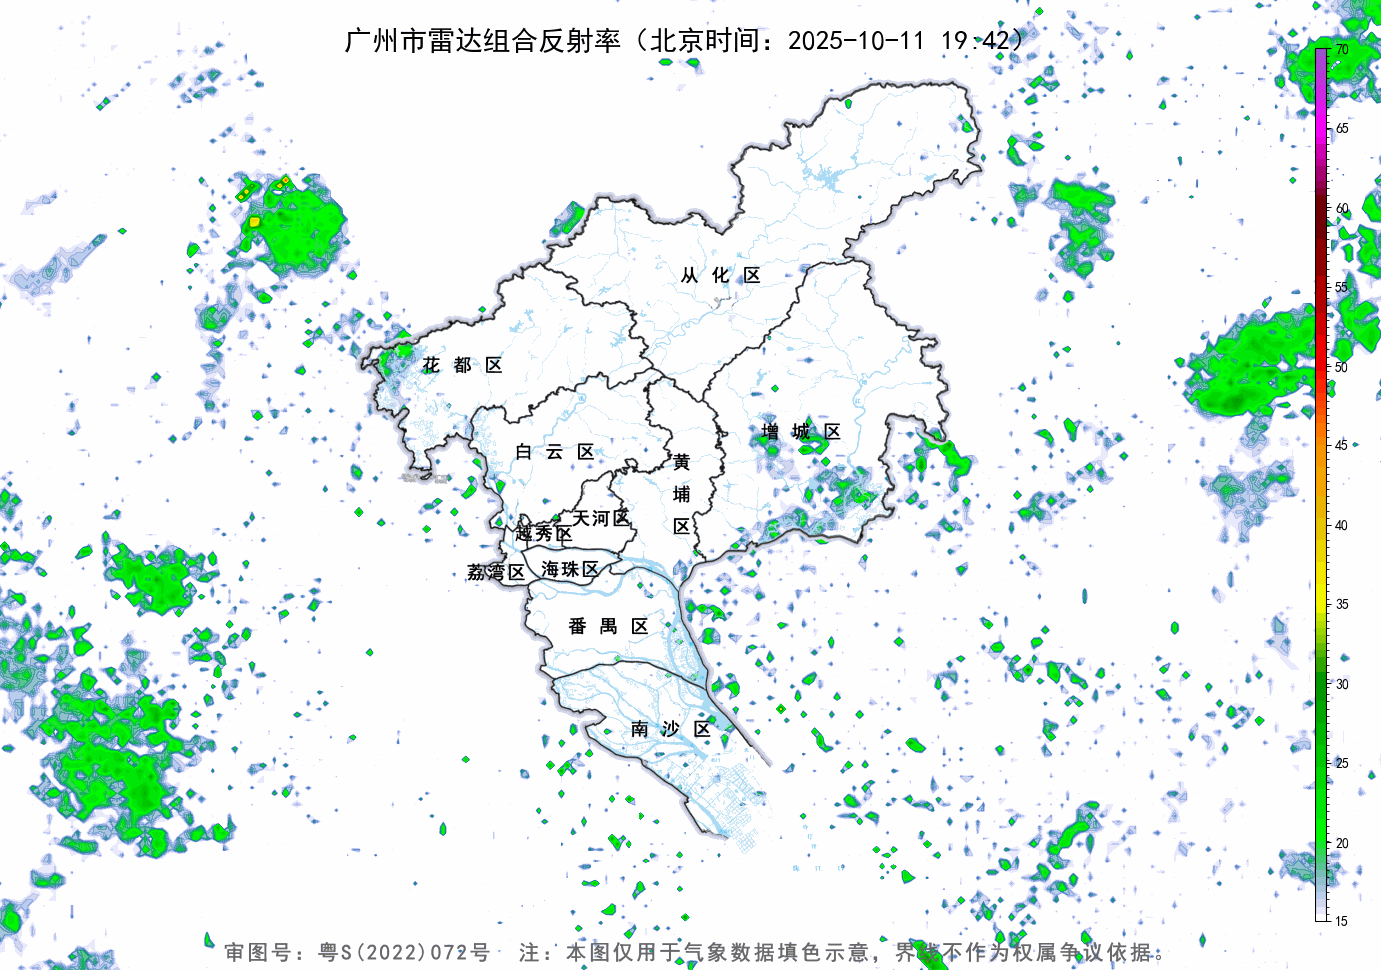 广州市雷达组合反射率（北京时间：2025-10-11 19:42）
70
65
60
55
50
45
40
35
30
25
20
15
从化区
花都区
增城区
白云区
黄埔区
天河区
越秀区
海珠区
荔湾区
番禺区
南沙区
审图号：粤S(2022)072号 注：本图仅用于气象数据填色示意，界线不作为权属争议依据。